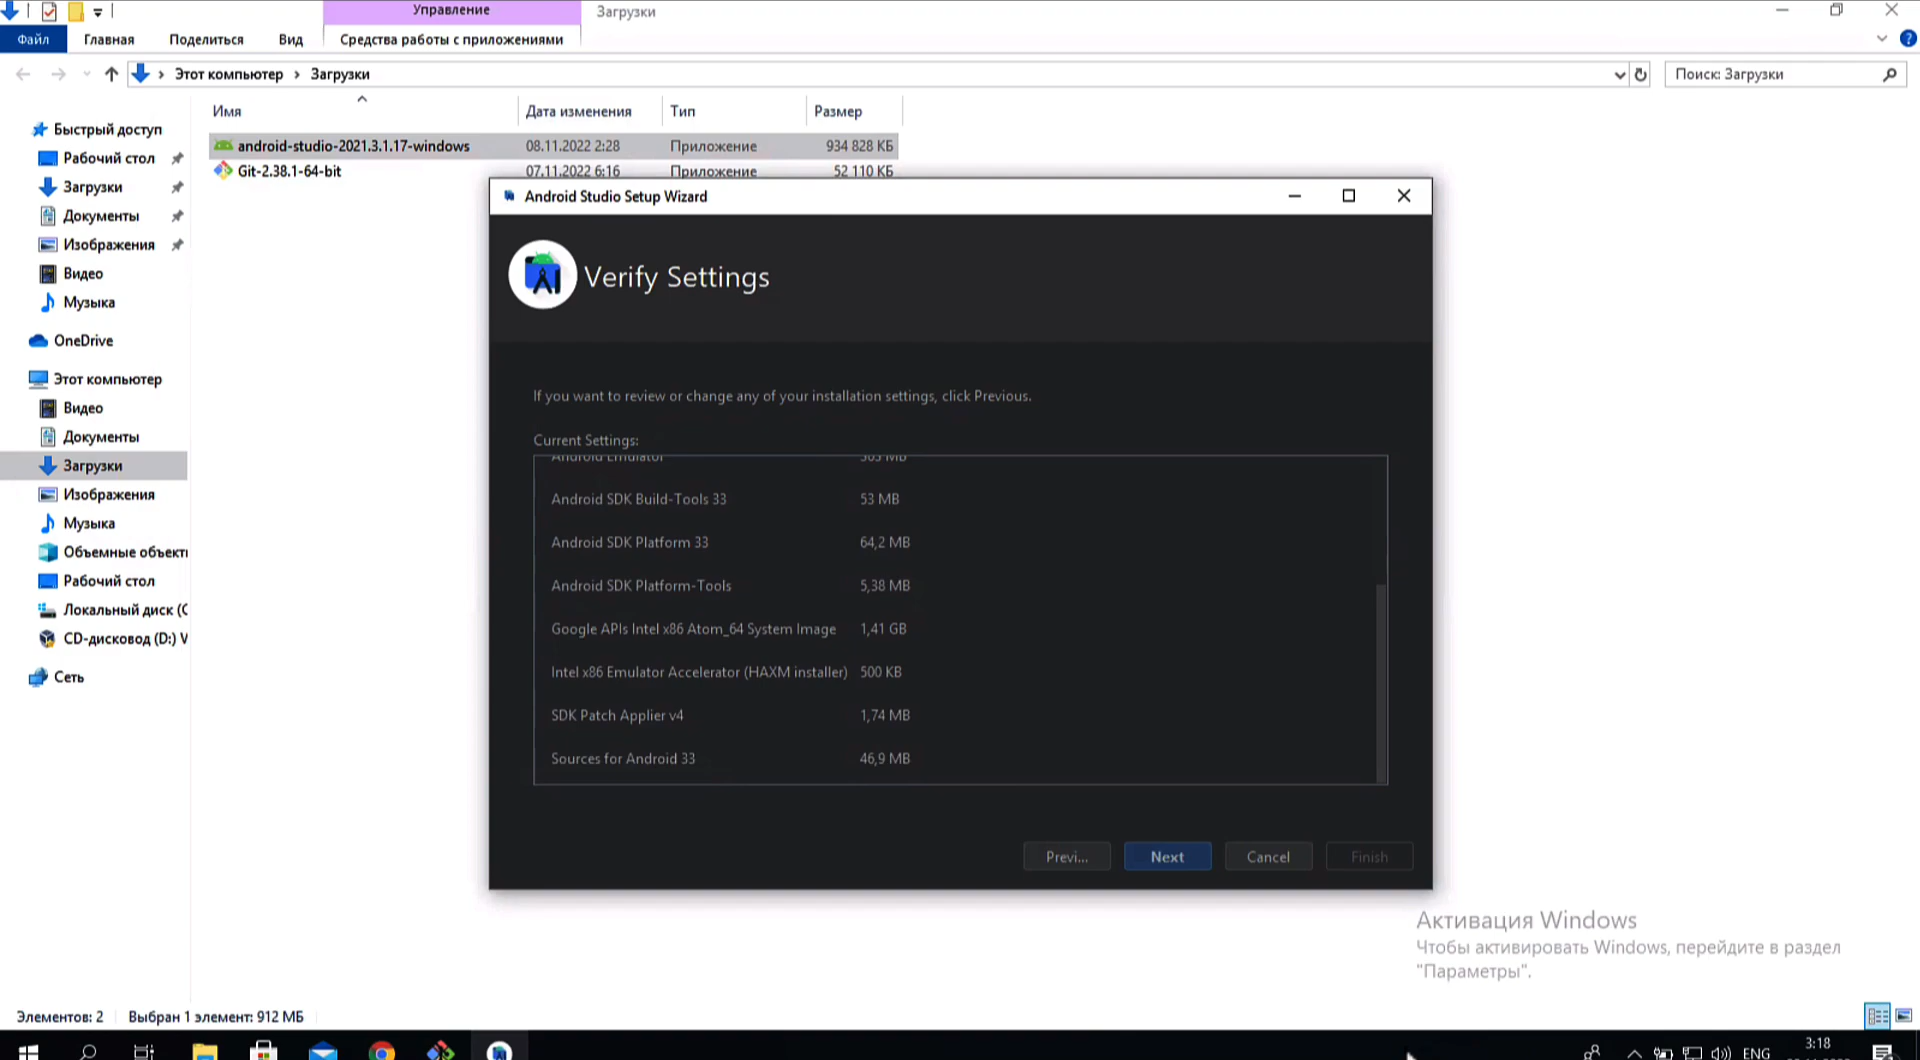 Управление
Загрузки
Файл
Главная
Поделиться
Вид
Средства работы с приложениями
Этот компьютер
Загрузки
Поиск: Загрузки
Имя
Дата изменения
Тип
Размер
android-studio-2021.3.1.17-windows
08.11.2022 2:28
Приложение
934 828 КБ
Git-2.38.1-64-bit
07.11.2022 6:16
Приложение
52 110 КБ
Быстрый доступ
Рабочий стол
Загрузки
Документы
Изображения
Видео
Музыка
OneDrive
Этот компьютер
Видео
Документы
Загрузки
Изображения
Музыка
Объемные объект
Рабочий стол
Локальный диск (C
CD-дисковод (D:) V
Сеть
Android Studio Setup Wizard
Verify Settings
If you want to review or change any of your installation settings, click Previous.
Current Settings:
Android Emulator
Android SDK Build-Tools 33
53 MB
Android SDK Platform 33
64,2 MB
Android SDK Platform-Tools
5,38 MB
Google APIs Intel x86 Atom_64 System Image
1,41 GB
Intel x86 Emulator Accelerator (HAXM installer)
500 KB
SDK Patch Applier v4
1,74 MB
Sources for Android 33
46,9 MB
Previ...
Next
Cancel
Finish
Активация Windows
Чтобы активировать Windows, перейдите в раздел
"Параметры".
Элементов: 2
Выбран 1 элемент: 912 МБ
ENG
3:18